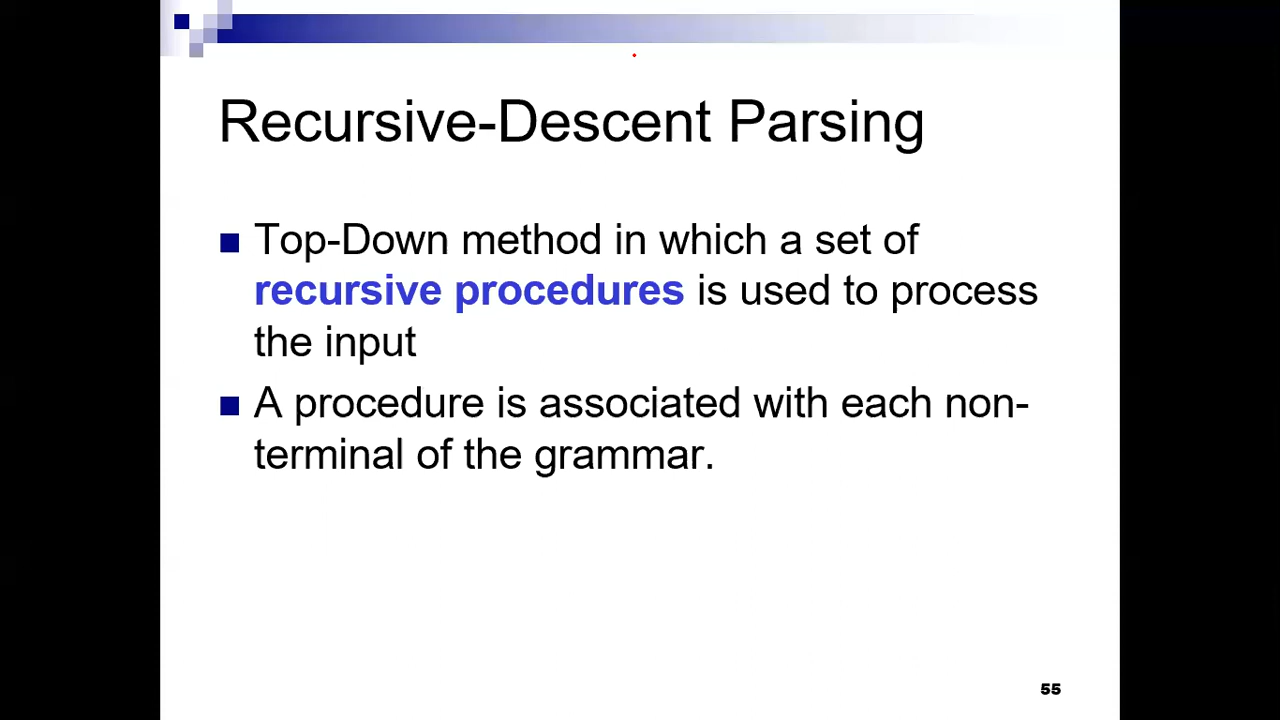 Recursive-Descent Parsing
Top-Down method in which a set of
recursive procedures is used to process
the input
A procedure is associated with each non-
terminal of the grammar.
55